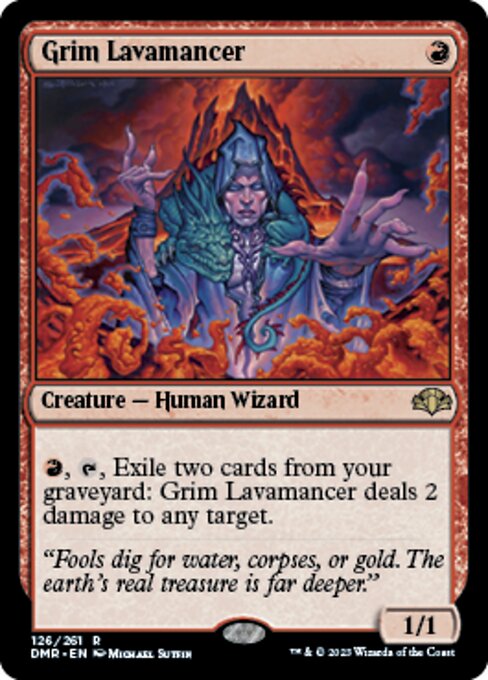 Grim Lavamancer
Creature — Human Wizard
, , Exile two cards from your
graveyard: Grim Lavamancer deals 2
damage to any target.
“Fools dig for water, corpses, or gold. The
earth’s real treasure is far deeper.”
1/1
126/261 R
DMR • EN Michael Sutfin
™ & © 2023 Wizards of the Coast